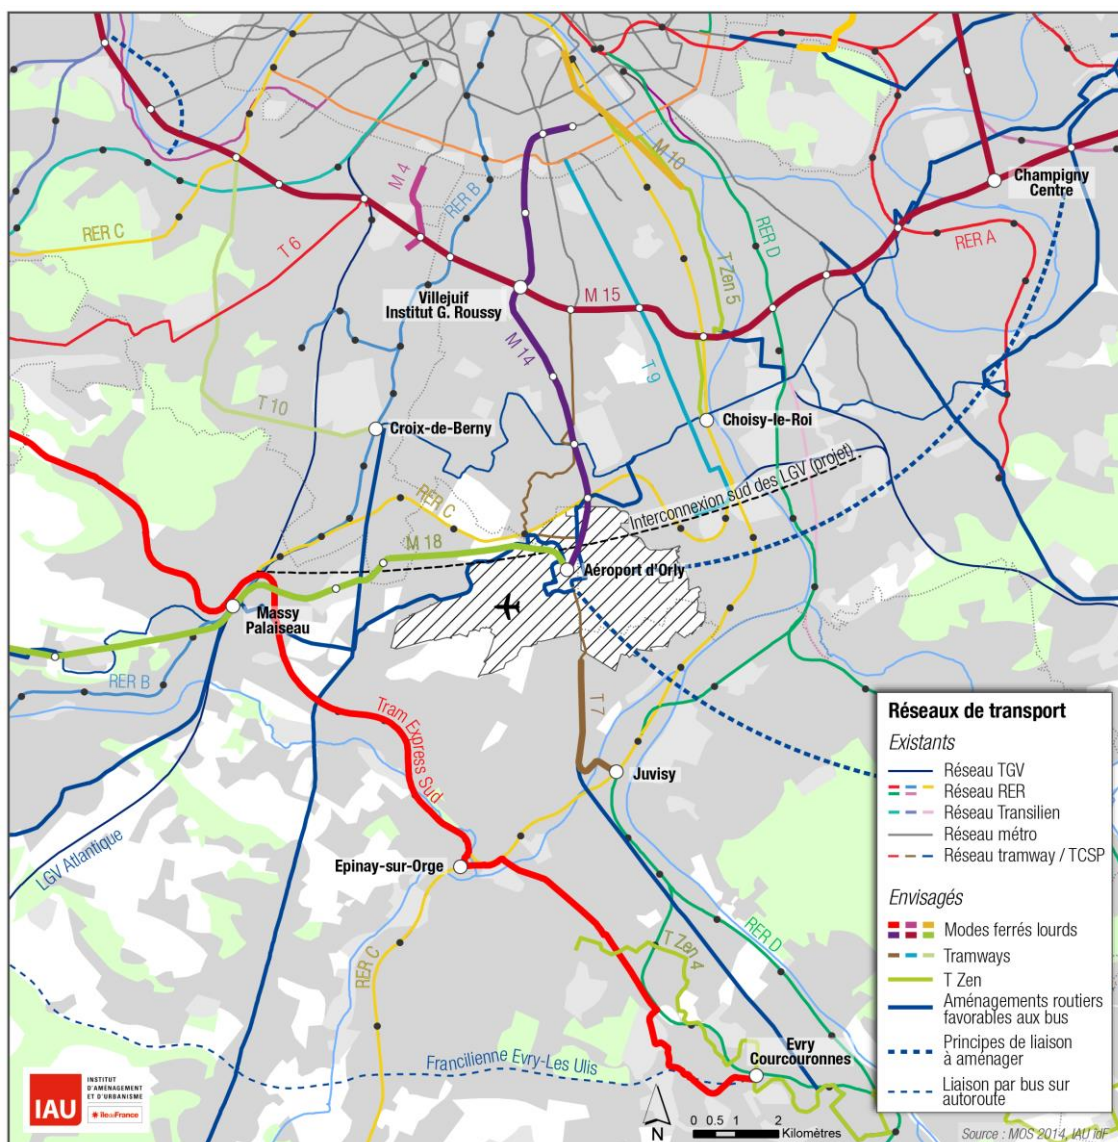 M 10
M 4
RER B
Champigny
Centre
RER C
T 6
RER D
T Zen 5
RER A
Villejuif
Institut G. Roussy
M 15
M 14
T 9
T 10
Croix-de-Berny
Choisy-le-Roi
Interconnexion sud des LGV (projet)
RER C
M 18
Aéroport d'Orly
Massy
Palaiseau
RER B
Tram Express Sud
T 7
Juvisy
LGV Atlantique
Epinay-sur-Orge
RER C
T Zen 4
RER D
Francilienne Evry-Les Ulis
Evry
Courcouronnes
Réseaux de transport
Existants
Réseau TGV
Réseau RER
Réseau Transilien
Réseau métro
Réseau tramway / TCSP
Envisagés
Modes ferrés lourds
Tramways
T Zen
Aménagements routiers
favorables aux bus
Principes de liaison
à aménager
Liaison par bus sur
autoroute
IAU
INSTITUT
D'AMÉNAGEMENT
ET D'URBANISME
île de France
N
0 0.5 1 2
Kilomètres
Source : MOS 2014, IAU îdF